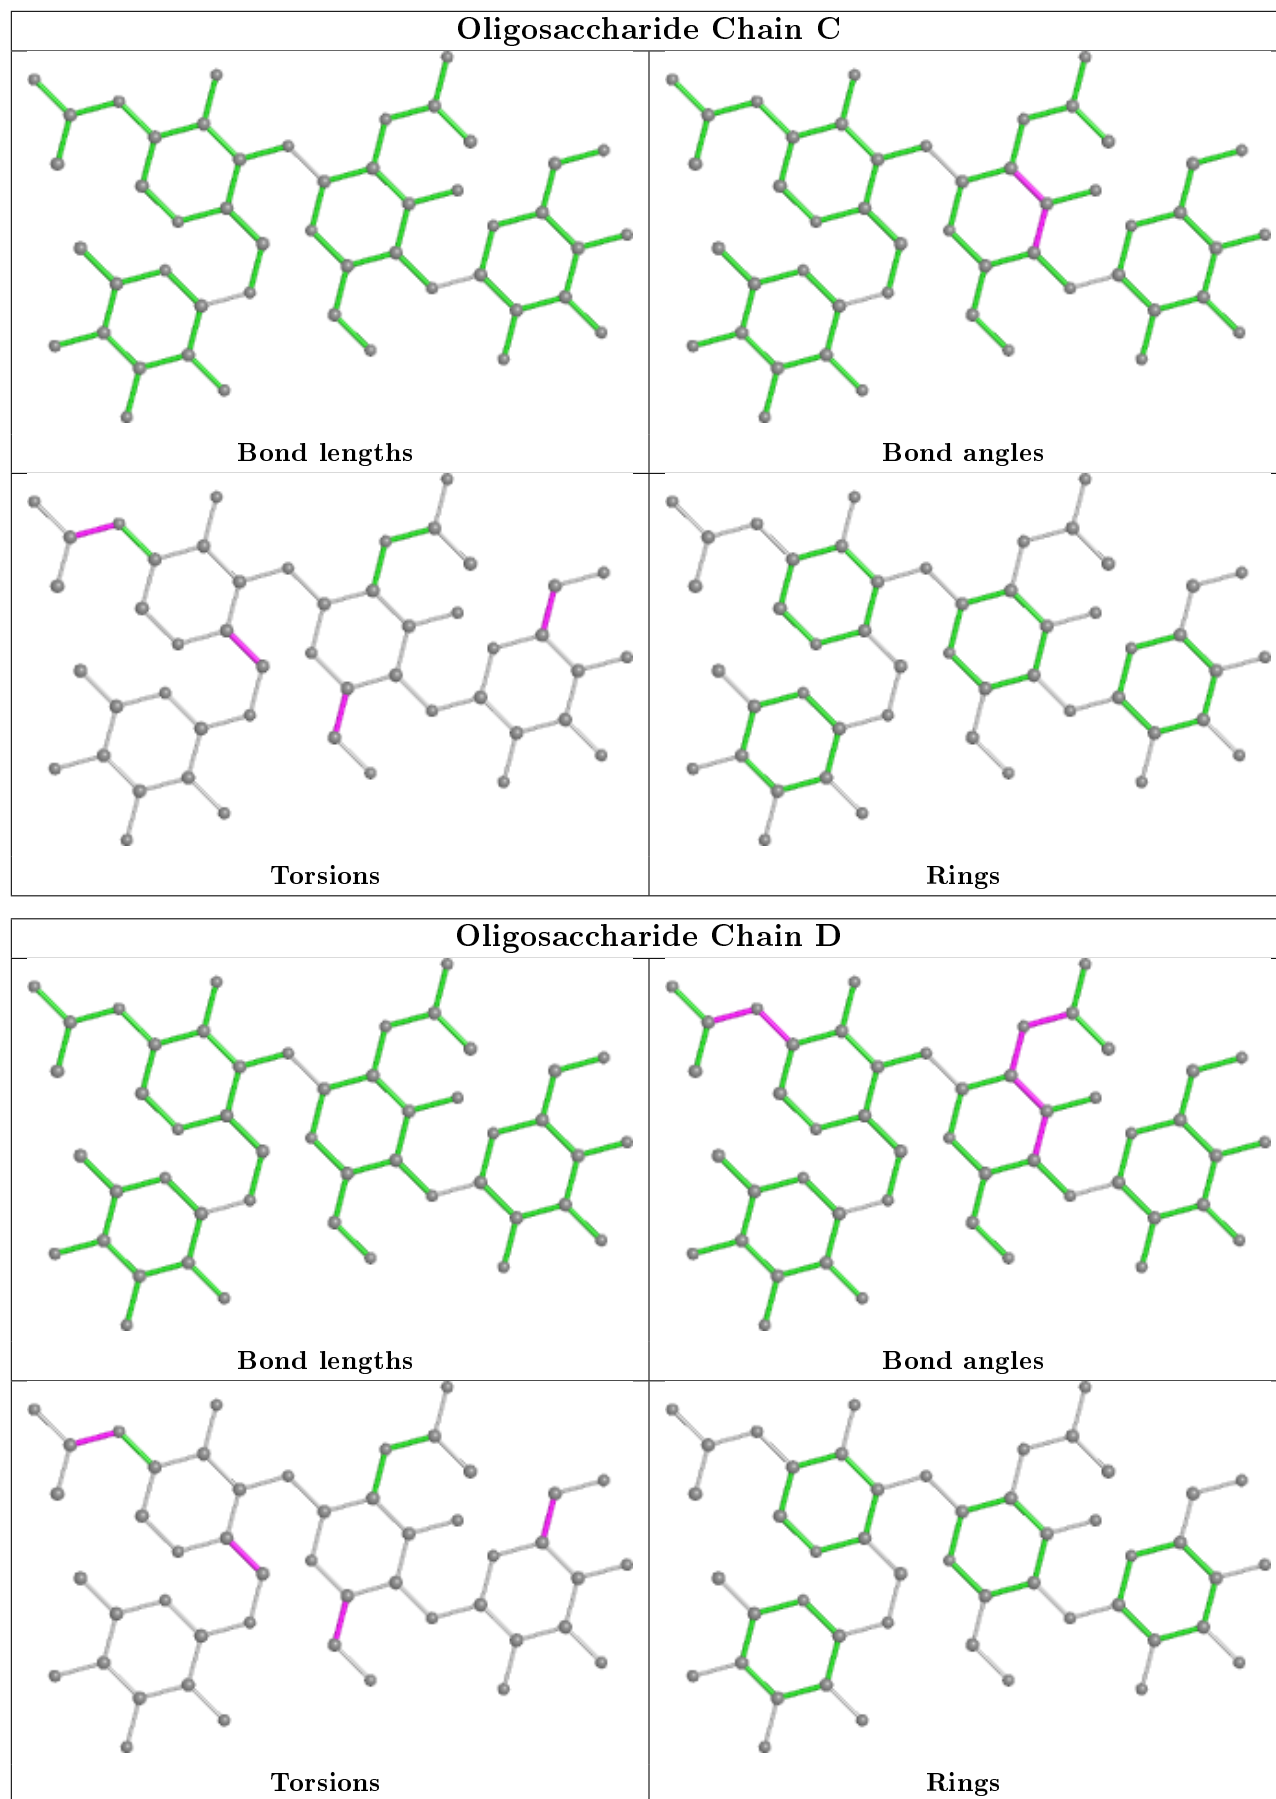 Oligosaccharide Chain C
Bond lengths
Bond angles
Torsions
Rings
Oligosaccharide Chain D
Bond lengths
Bond angles
Torsions
Rings